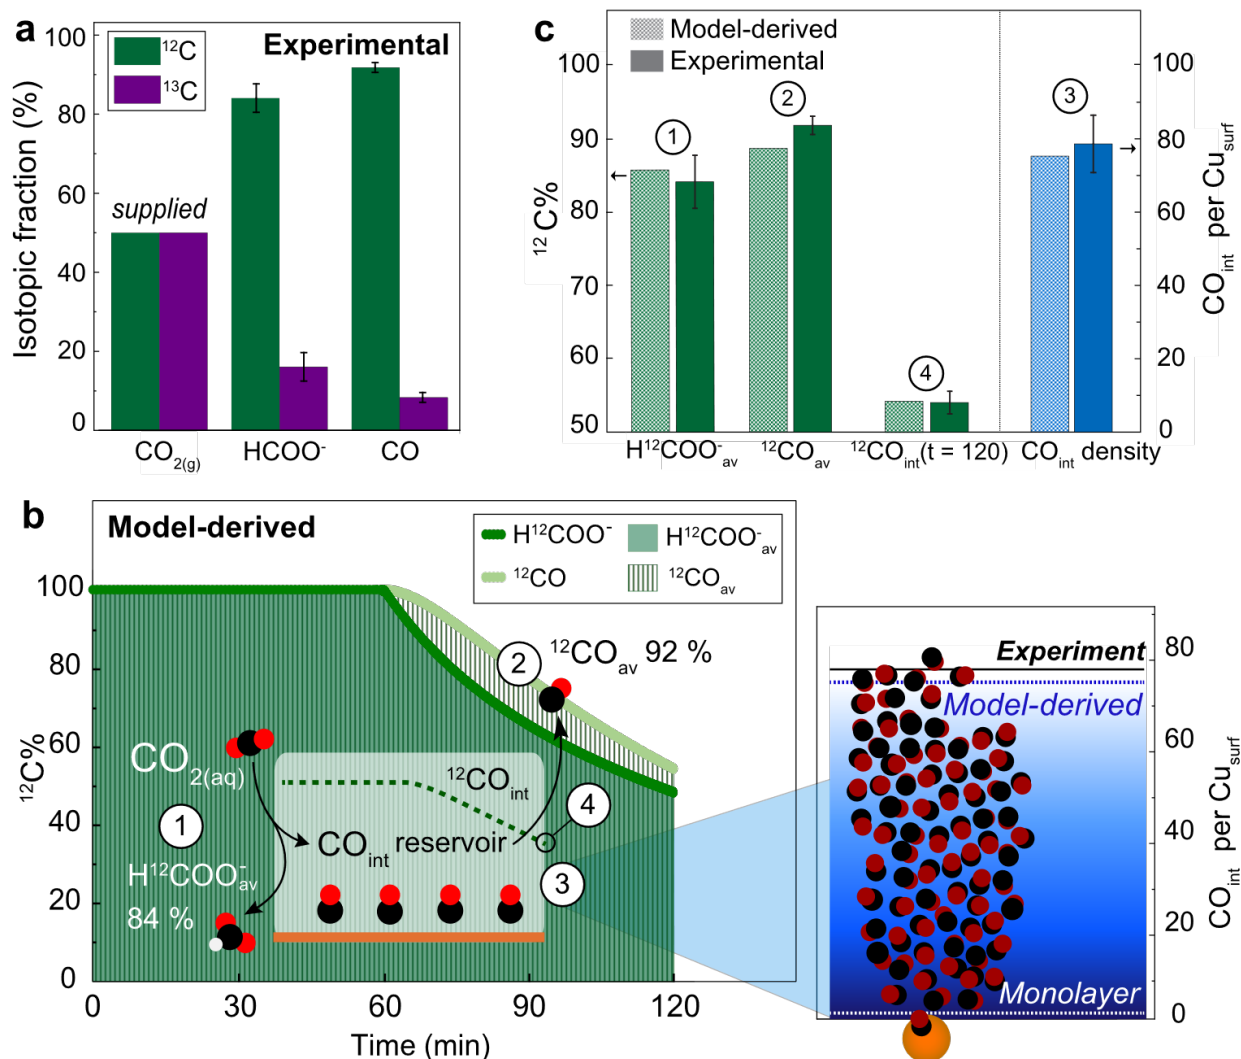 a
100
80
60
40
20
0
Isotopic fraction (%)
12C
13C
Experimental
supplied
CO2(g)
HCOO-
CO
c
Model-derived
Experimental
100
90
80
70
60
50
12C%
1
2
3
4
100
80
60
40
20
0
COint per Cusurf
H12COO-av
12COav
12COint(t = 120)
COint density
b
Model-derived
H12COO-
H12COO-av
12CO
12COav
100
80
60
40
20
0
12C%
2
12COav 92 %
CO2(aq)
12COint
1
4
COint reservoir
3
H12COO-av
84 %
0
30
60
90
120
Time (min)
Experiment
Model-derived
Monolayer
80
60
40
20
0
COint per Cusurf